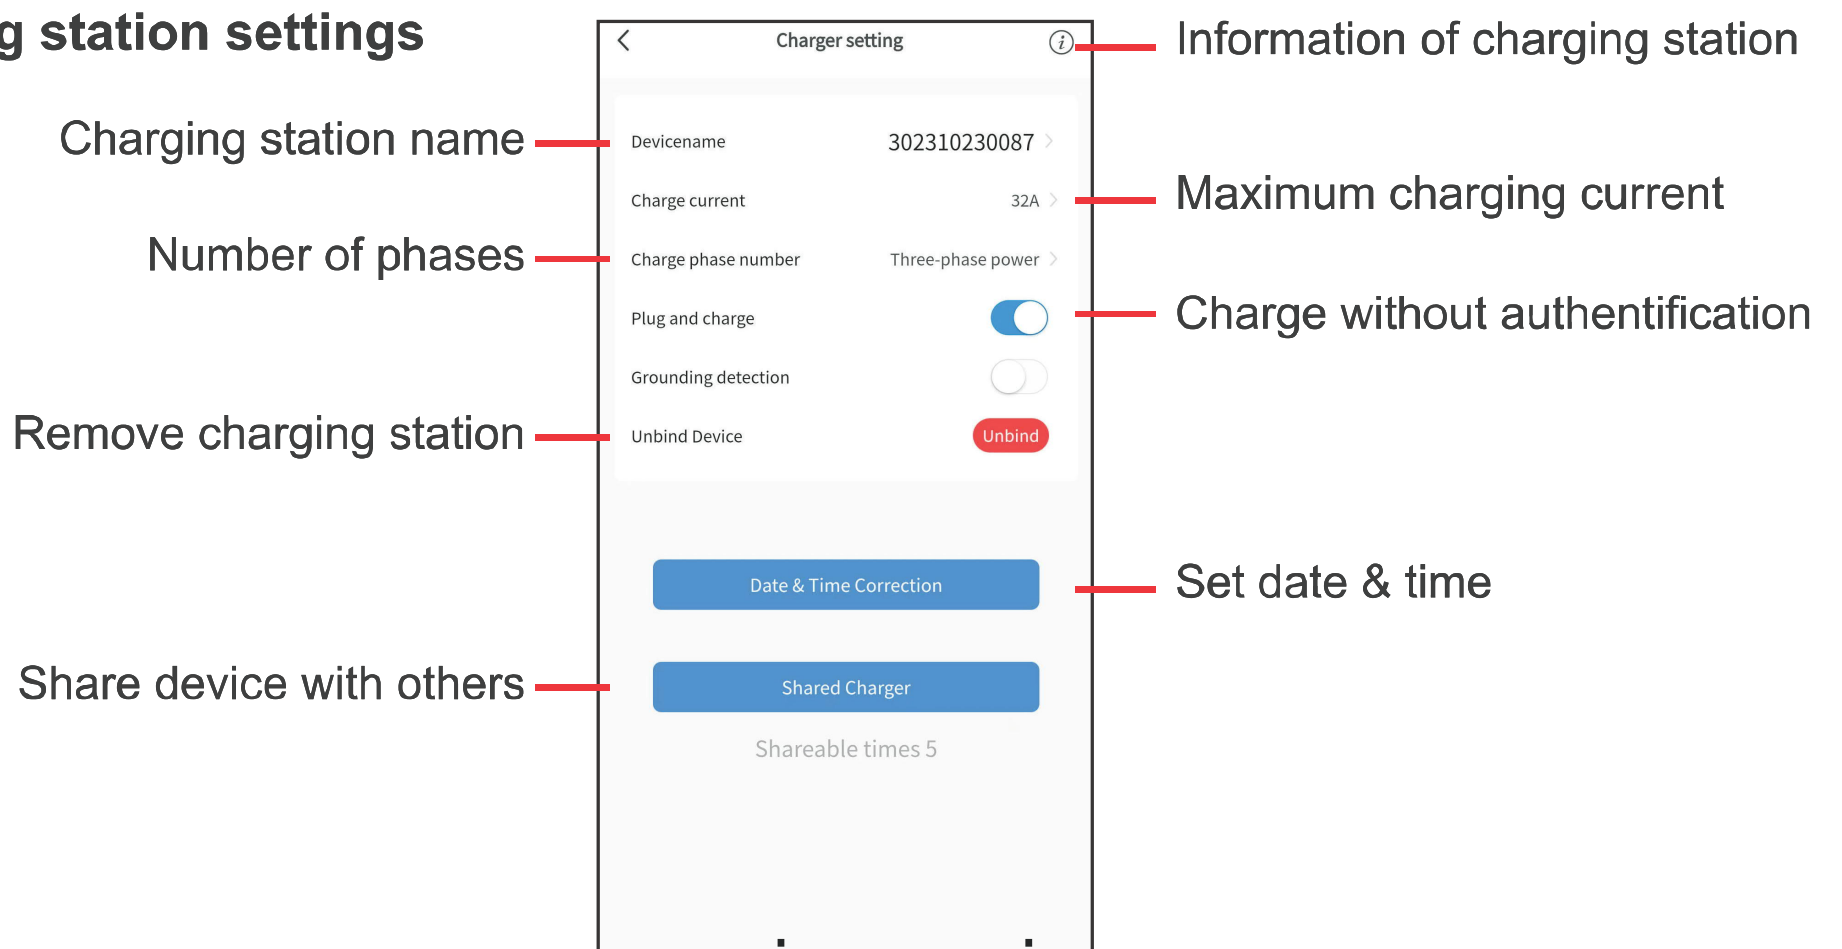 g station settings
Charger setting
Information of charging station
Charging station name
Devicename
302310230087
Charge current
32A
Maximum charging current
Number of phases
Charge phase number
Three-phase power
Plug and charge
Charge without authentification
Grounding detection
Remove charging station
Unbind Device
Unbind
Date & Time Correction
Set date & time
Share device with others
Shared Charger
Shareable times 5